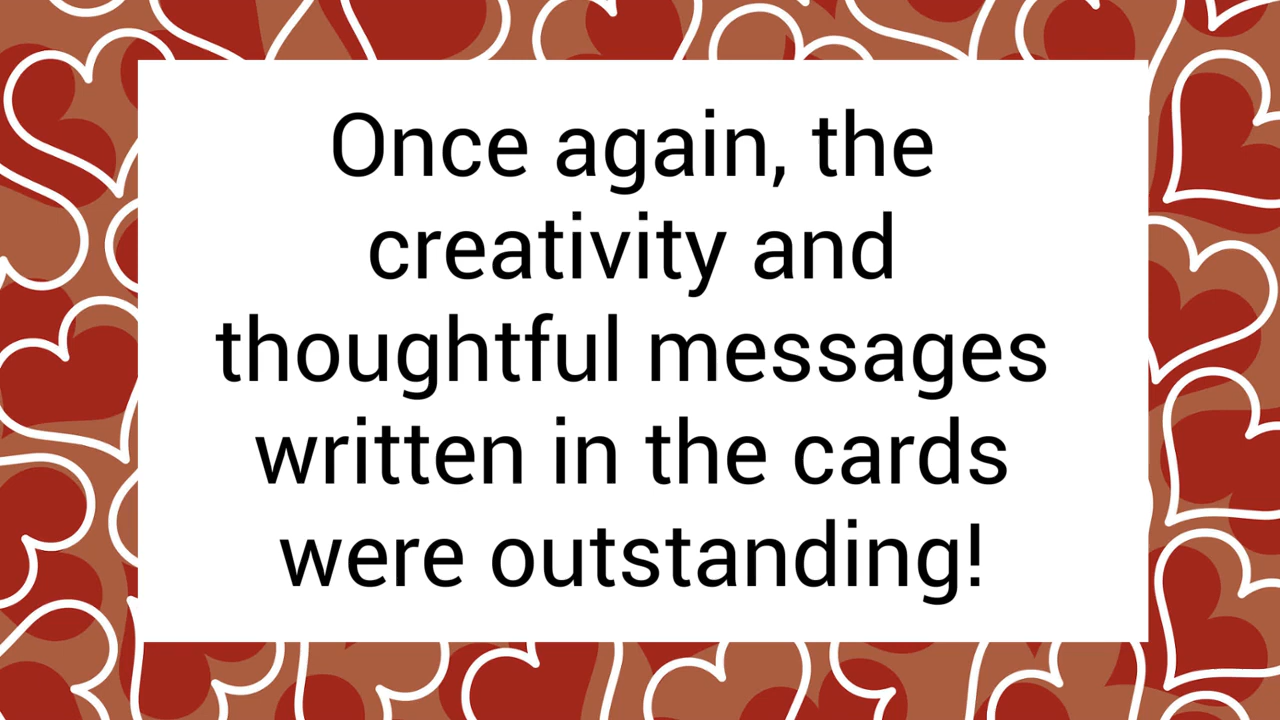 Once again, the
creativity and
thoughtful messages
written in the cards
were outstanding!